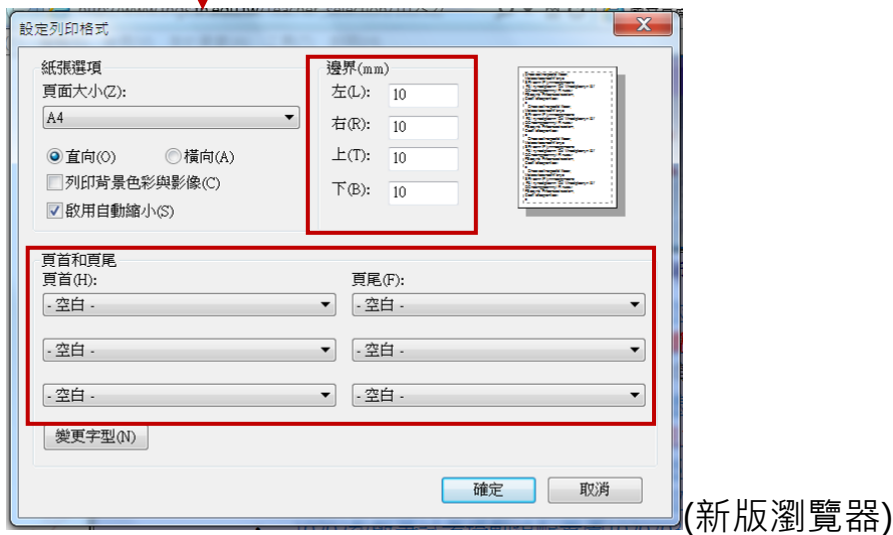 設定列印格式
紙張選項
頁面大小(Z):
A4
直向(O) 橫向(A)
列印背景色彩與影像(C)
啟用自動縮小(S)
邊界(mm)
左(L): 10
右(R): 10
上(T): 10
下(B): 10
頁首和頁尾
頁首(H): 頁尾(F):
- 空白 - - 空白 -
- 空白 - - 空白 -
- 空白 - - 空白 -
變更字型(N)
確定 取消
(新版瀏覽器)